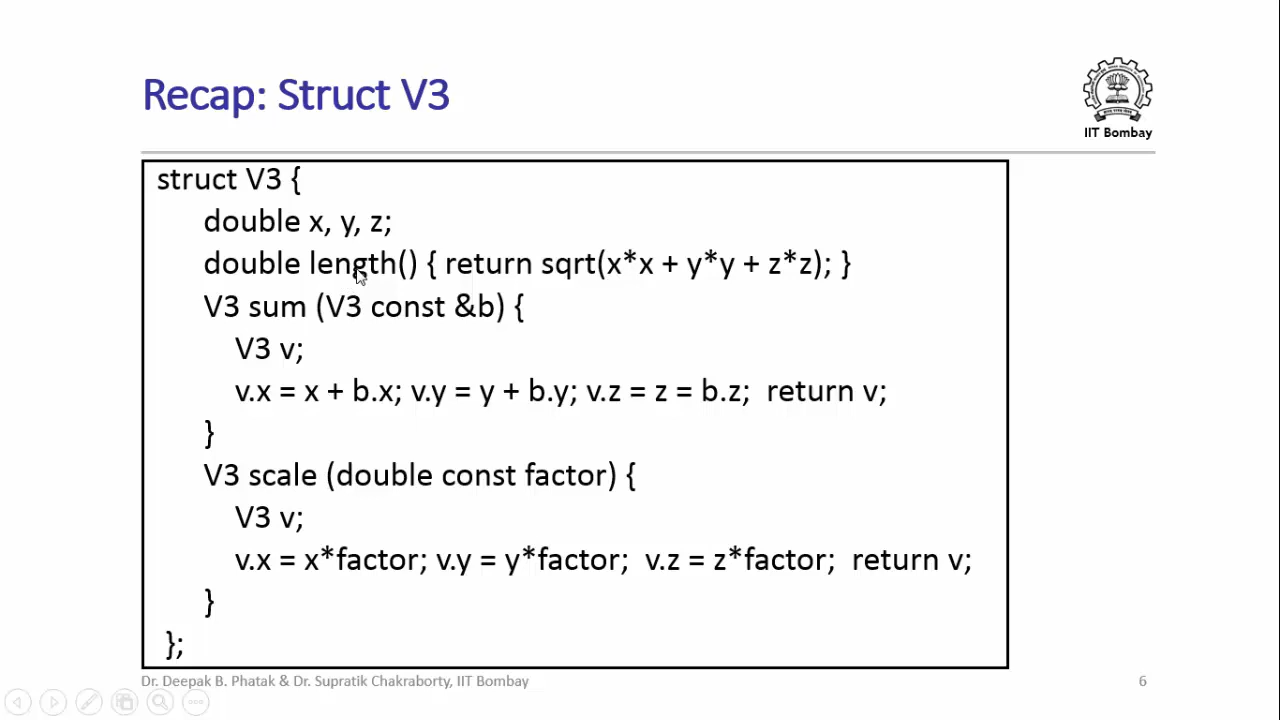 Recap: Struct V3
IIT Bombay
struct V3 {
double x, y, z;
double length() { return sqrt(x*x + y*y + z*z); }
V3 sum (V3 const &b) {
V3 v;
v.x = x + b.x; v.y = y + b.y; v.z = z = b.z;  return v;
}
V3 scale (double const factor) {
V3 v;
v.x = x*factor; v.y = y*factor;  v.z = z*factor;  return v;
}
};
Dr. Deepak B. Phatak & Dr. Supratik Chakraborty, IIT Bombay
6